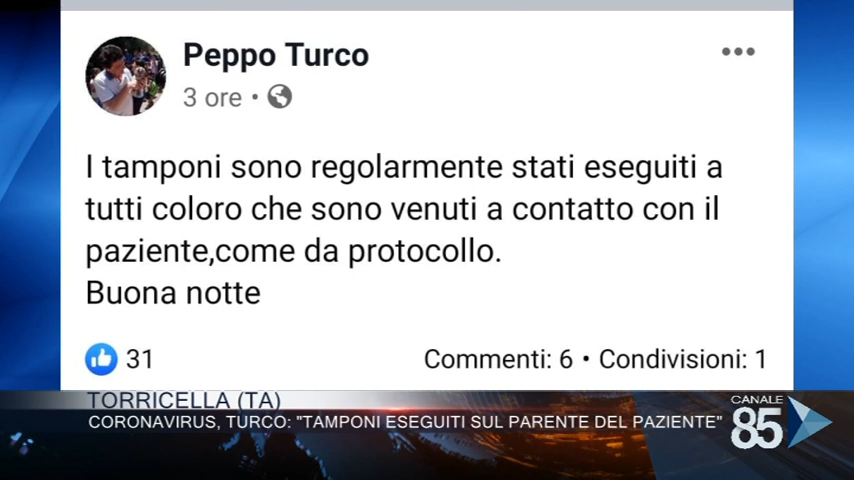 Peppo Turco
3 ore •
I tamponi sono regolarmente stati eseguiti a
tutti coloro che sono venuti a contatto con il
paziente,come da protocollo.
Buona notte
31 Commenti: 6 • Condivisioni: 1
TORRICELLA (TA)
CORONAVIRUS, TURCO: "TAMPONI ESEGUITI SUL PARENTE DEL PAZIENTE"
CANALE
85